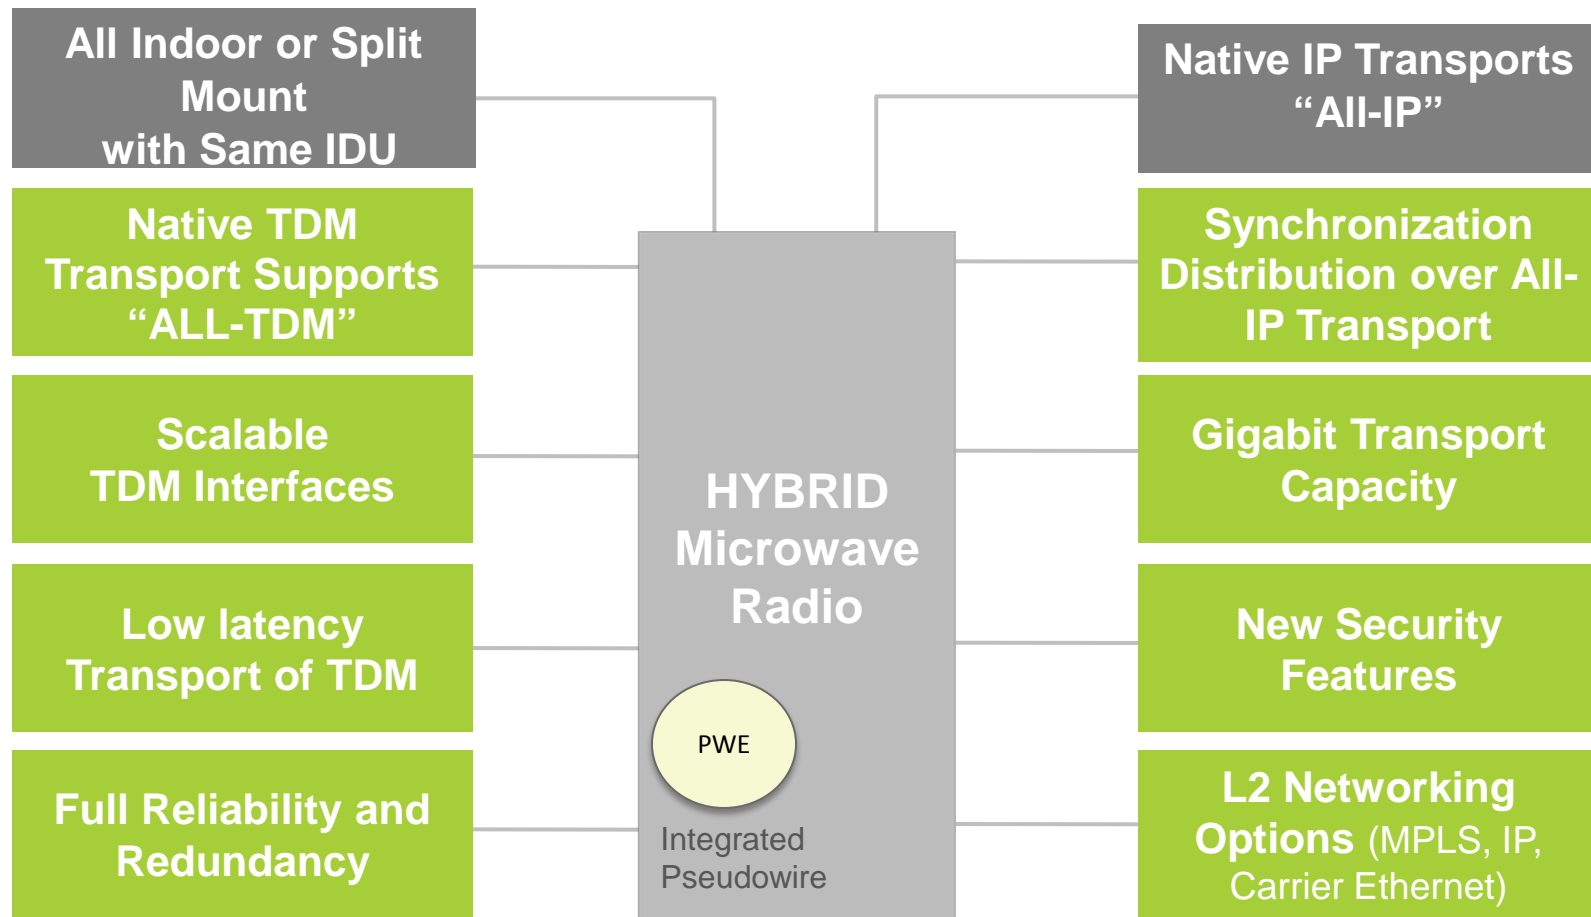 All Indoor or Split
Mount
with Same IDU
Native TDM
Transport Supports
“ALL-TDM”
Scalable
TDM Interfaces
Low latency
Transport of TDM
Full Reliability and
Redundancy
HYBRID
Microwave
Radio
PWE
Integrated
Pseudowire
Native IP Transports
“All-IP”
Synchronization
Distribution over All-
IP Transport
Gigabit Transport
Capacity
New Security
Features
L2 Networking
Options (MPLS, IP,
Carrier Ethernet)